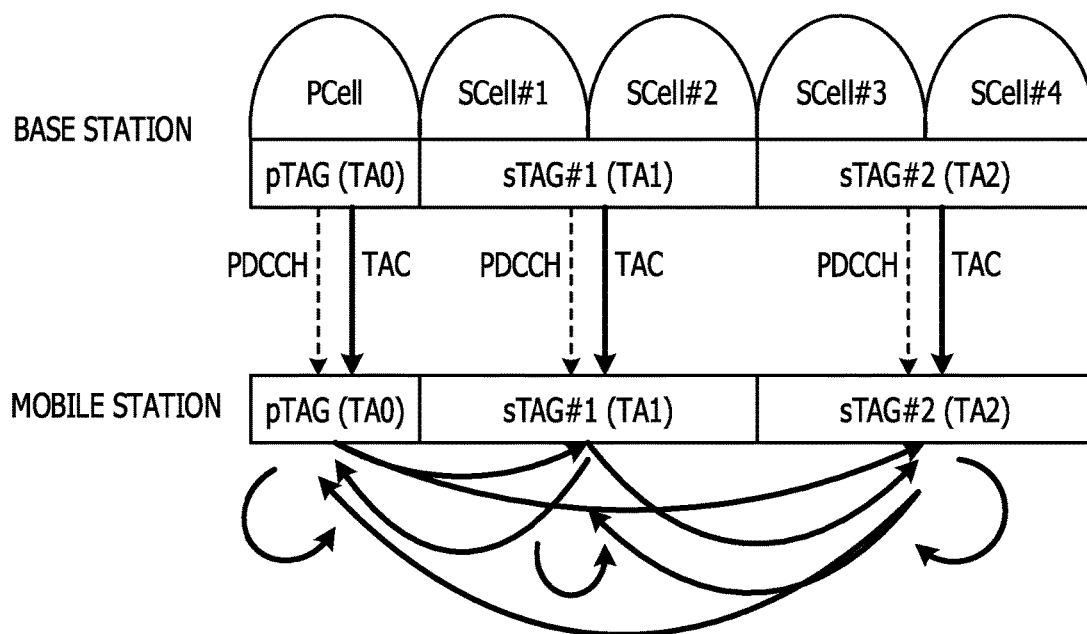 PCell SCell#1 SCell#2 SCell#3 SCell#4
BASE STATION
pTAG (TA0) sTAG#1 (TA1) sTAG#2 (TA2)
PDCCH TAC PDCCH TAC PDCCH TAC
MOBILE STATION pTAG (TA0) sTAG#1 (TA1) sTAG#2 (TA2)